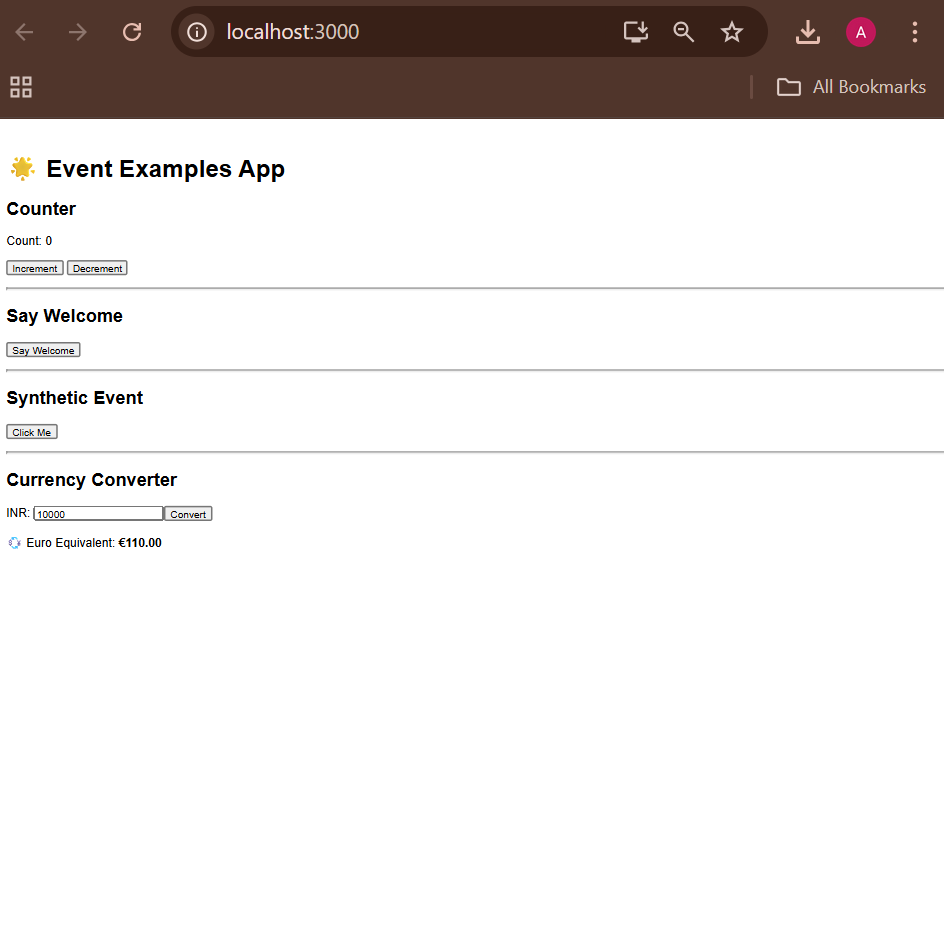 localhost:3000
A
All Bookmarks
Event Examples App
Counter
Count: 0
Increment Decrement
Say Welcome
Say Welcome
Synthetic Event
Click Me
Currency Converter
INR: 10000 Convert
Euro Equivalent: €110.00